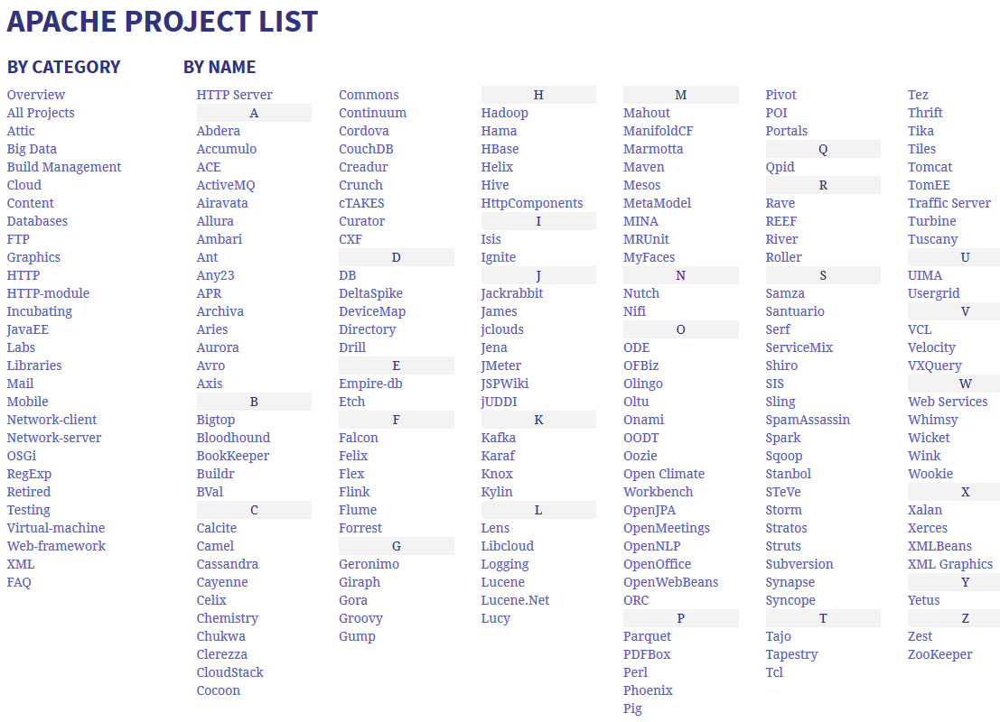 APACHE PROJECT LIST
BY CATEGORY
Overview
All Projects
Attic
Big Data
Build Management
Cloud
Content
Databases
FTP
Graphics
HTTP
HTTP-module
Incubating
JavaEE
Labs
Libraries
Mail
Mobile
Network-client
Network-server
OSGi
RegExp
Retired
Testing
Virtual-machine
Web-framework
XML
FAQ
BY NAME
HTTP Server
A
Abdera
Accumulo
ACE
ActiveMQ
Airavata
Allura
Ambari
Ant
Any23
APR
Archiva
Aries
Aurora
Avro
Axis
B
Bigtop
Bloodhound
BookKeeper
Buildr
BVal
C
Calcite
Camel
Cassandra
Cayenne
Celix
Chemistry
Chukwa
Clerezza
CloudStack
Cocoon
Commons
Continuum
Cordova
CouchDB
Creadur
Crunch
cTAKES
Curator
CXF
D
DB
DeltaSpike
DeviceMap
Directory
Drill
E
Empire-db
Etch
F
Falcon
Felix
Flex
Flink
Flume
Forrest
G
Geronimo
Giraph
Gora
Groovy
Gump
H
Hadoop
Hama
HBase
Helix
Hive
HttpComponents
I
Isis
Ignite
J
Jackrabbit
James
jclouds
Jena
JMeter
JSPWiki
jUDDI
K
Kafka
Karaf
Knox
Kylin
L
Lens
Libcloud
Logging
Lucene
Lucene.Net
Lucy
M
Mahout
ManifoldCF
Marmotta
Maven
Mesos
MetaModel
MINA
MRUnit
MyFaces
N
Nutch
Nifi
O
ODE
OFBiz
Olingo
Oltu
Onami
OODT
Oozie
Open Climate
Workbench
OpenJPA
OpenMeetings
OpenNLP
OpenOffice
OpenWebBeans
ORC
P
Parquet
PDFBox
Perl
Phoenix
Pig
Pivot
POI
Portals
Q
Qpid
R
Rave
REEF
River
Roller
S
Samza
Santuario
Serf
ServiceMix
Shiro
SIS
Sling
SpamAssassin
Spark
Sqoop
Stanbol
STeVe
Storm
Stratos
Struts
Subversion
Synapse
Syncope
T
Tajo
Tapestry
Tcl
Tez
Thrift
Tika
Tiles
Tomcat
TomEE
Traffic Server
Turbine
Tuscany
U
UIMA
Usergrid
V
VCL
Velocity
VXQuery
W
Web Services
Whimsy
Wicket
Wink
Wookie
X
Xalan
Xerces
XMLBeans
XML Graphics
Y
Yetus
Z
Zest
ZooKeeper